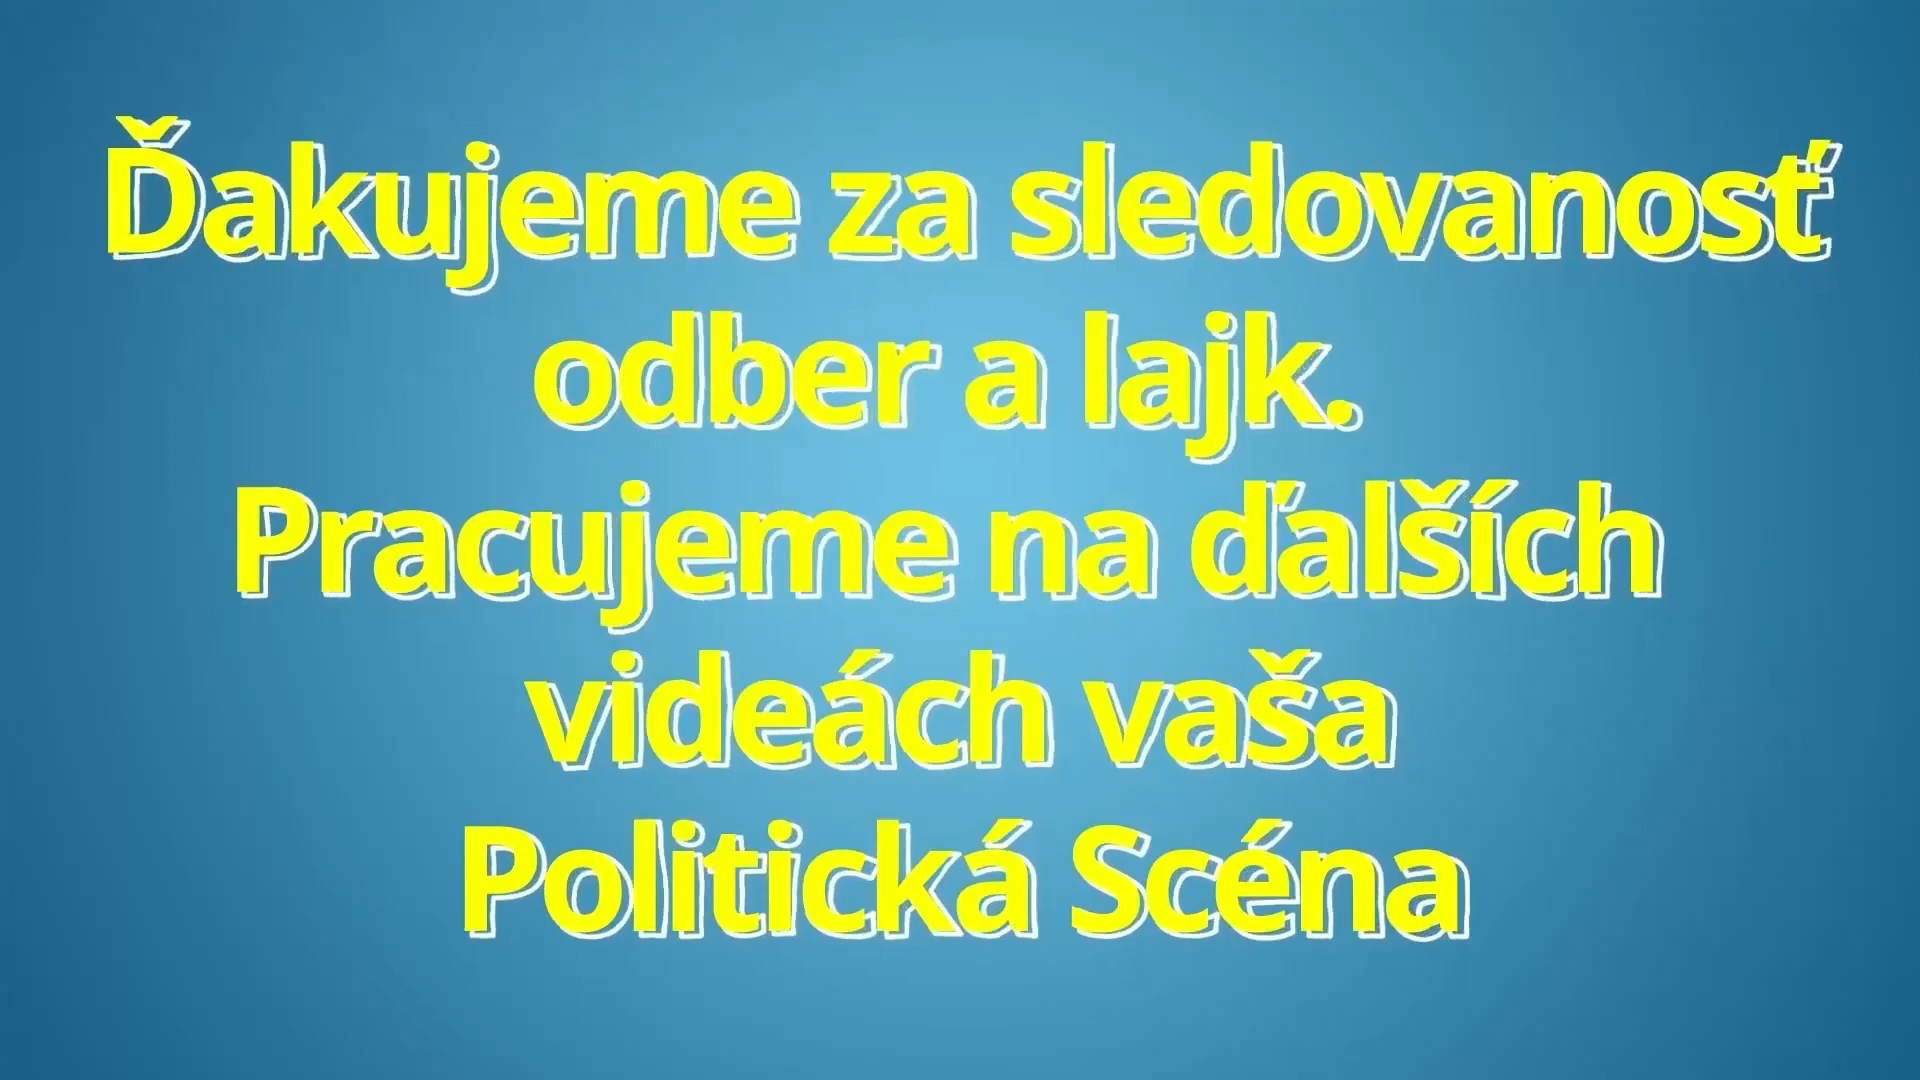 Ďakujeme za sledovanosť
odber a lajk.
Pracujeme na ďalších
videách vaša
Politická Scéna